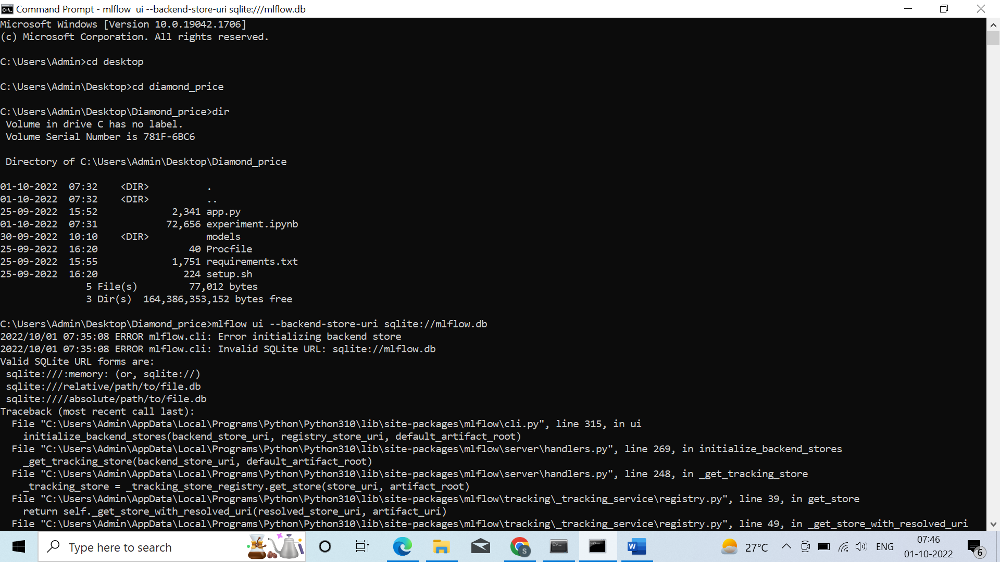 Command Prompt - mlflow  ui --backend-store-uri sqlite:///mlflow.db
Microsoft Windows [Version 10.0.19042.1706]
(c) Microsoft Corporation. All rights reserved.
C:\Users\Admin>cd desktop
C:\Users\Admin\Desktop>cd diamond_price
C:\Users\Admin\Desktop\Diamond_price>dir
 Volume in drive C has no label.
 Volume Serial Number is 781F-6BC6
 Directory of C:\Users\Admin\Desktop\Diamond_price
01-10-2022  07:32    <DIR>          .
01-10-2022  07:32    <DIR>          ..
25-09-2022  15:52             2,341 app.py
01-10-2022  07:31            72,656 experiment.ipynb
30-09-2022  10:10    <DIR>          models
25-09-2022  16:20                40 Procfile
25-09-2022  15:55             1,751 requirements.txt
25-09-2022  16:20               224 setup.sh
               5 File(s)         77,012 bytes
               3 Dir(s)  164,386,353,152 bytes free
C:\Users\Admin\Desktop\Diamond_price>mlflow ui --backend-store-uri sqlite://mlflow.db
2022/10/01 07:35:08 ERROR mlflow.cli: Error initializing backend store
2022/10/01 07:35:08 ERROR mlflow.cli: Invalid SQLite URL: sqlite://mlflow.db
Valid SQLite URL forms are:
 sqlite:///:memory: (or, sqlite://)
 sqlite:///relative/path/to/file.db
 sqlite:////absolute/path/to/file.db
Traceback (most recent call last):
  File "C:\Users\Admin\AppData\Local\Programs\Python\Python310\lib\site-packages\mlflow\cli.py", line 315, in ui
    initialize_backend_stores(backend_store_uri, registry_store_uri, default_artifact_root)
  File "C:\Users\Admin\AppData\Local\Programs\Python\Python310\lib\site-packages\mlflow\server\handlers.py", line 269, in initialize_backend_stores
    _get_tracking_store(backend_store_uri, default_artifact_root)
  File "C:\Users\Admin\AppData\Local\Programs\Python\Python310\lib\site-packages\mlflow\server\handlers.py", line 248, in _get_tracking_store
    _tracking_store = _tracking_store_registry.get_store(store_uri, artifact_root)
  File "C:\Users\Admin\AppData\Local\Programs\Python\Python310\lib\site-packages\mlflow\tracking\_tracking_service\registry.py", line 39, in get_store
    return self._get_store_with_resolved_uri(resolved_store_uri, artifact_uri)
  File "C:\Users\Admin\AppData\Local\Programs\Python\Python310\lib\site-packages\mlflow\tracking\_tracking_service\registry.py", line 49, in _get_store_with_resolved_uri
Type here to search
S
W
27°C
ENG
07:46
01-10-2022
6